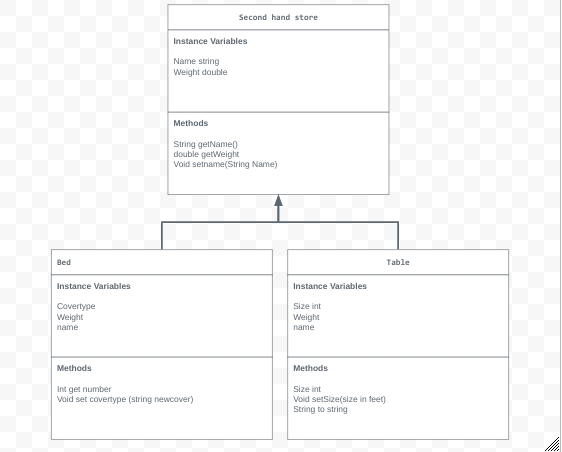 Second hand store
Instance Variables
Name string
Weight double
Methods
String getName()
double getWeight
Void setname(String Name)
Bed
Instance Variables
Covertype
Weight
name
Methods
Int get number
Void set covertype (string newcover)
Table
Instance Variables
Size int
Weight
name
Methods
Size int
Void setSize(size in feet)
String to string